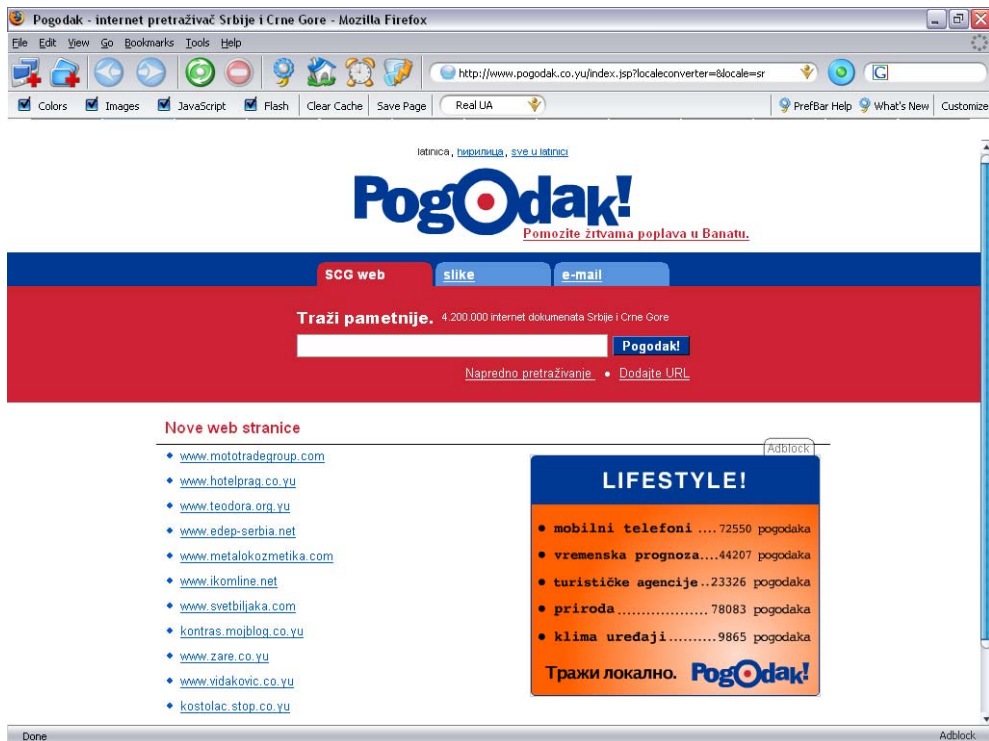 Pogodak - internet pretraživač Srbije i Crne Gore - Mozilla Firefox
File Edit View Go Bookmarks Tools Help
http://www.pogodak.co.yu/index.jsp?localeconverter=&locale=sr
G
Colors Images JavaScript Flash Clear Cache Save Page Real UA PrefBar Help What's New Customize
latinica, ћирилица, sve u latinici
PogOdak!
Pomozite žrtvama poplava u Banatu.
SCG web slike e-mail
Traži pametnije. 4.200.000 internet dokumenata Srbije i Crne Gore
Pogodak!
Napredno pretraživanje • Dodajte URL
Nove web stranice
Adblock
www.mototradegroup.com
www.hotelprag.co.yu
www.teodora.org.yu
www.edep-serbia.net
www.metalokozmetika.com
www.ikomline.net
www.svetbiljaka.com
kontras.mojblog.co.yu
www.zare.co.yu
www.vidakovic.co.yu
kostolac.stop.co.yu
LIFESTYLE!
• mobilni telefoni ....72550 pogodaka
• vremenska prognoza....44207 pogodaka
• turističke agencije..23326 pogodaka
• priroda..................78083 pogodaka
• klima uređaji..........9865 pogodaka
Тражи локално. PogOdak!
Done Adblock